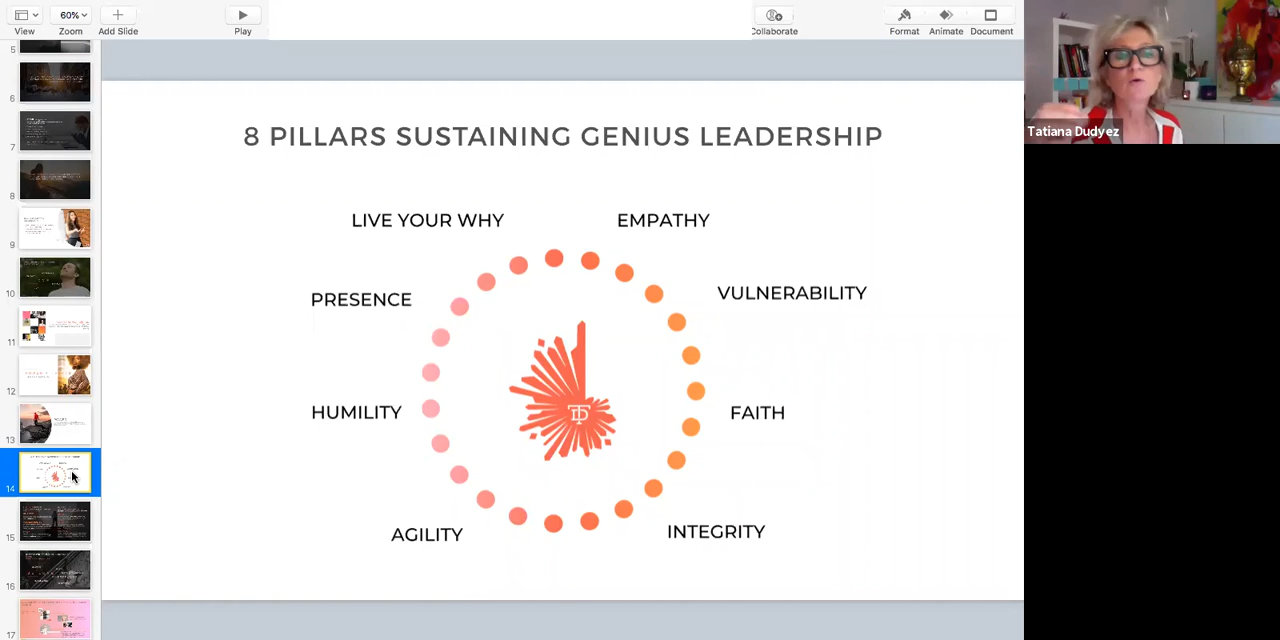 60%
View
Zoom
Add Slide
Play
Collaborate
Format
Animate
Document
Tatiana Dudyez
8 PILLARS SUSTAINING GENIUS LEADERSHIP
LIVE YOUR WHY
EMPATHY
PRESENCE
VULNERABILITY
HUMILITY
FAITH
AGILITY
INTEGRITY
TD
5
6
7
8
9
10
11
12
13
14
15
16
17